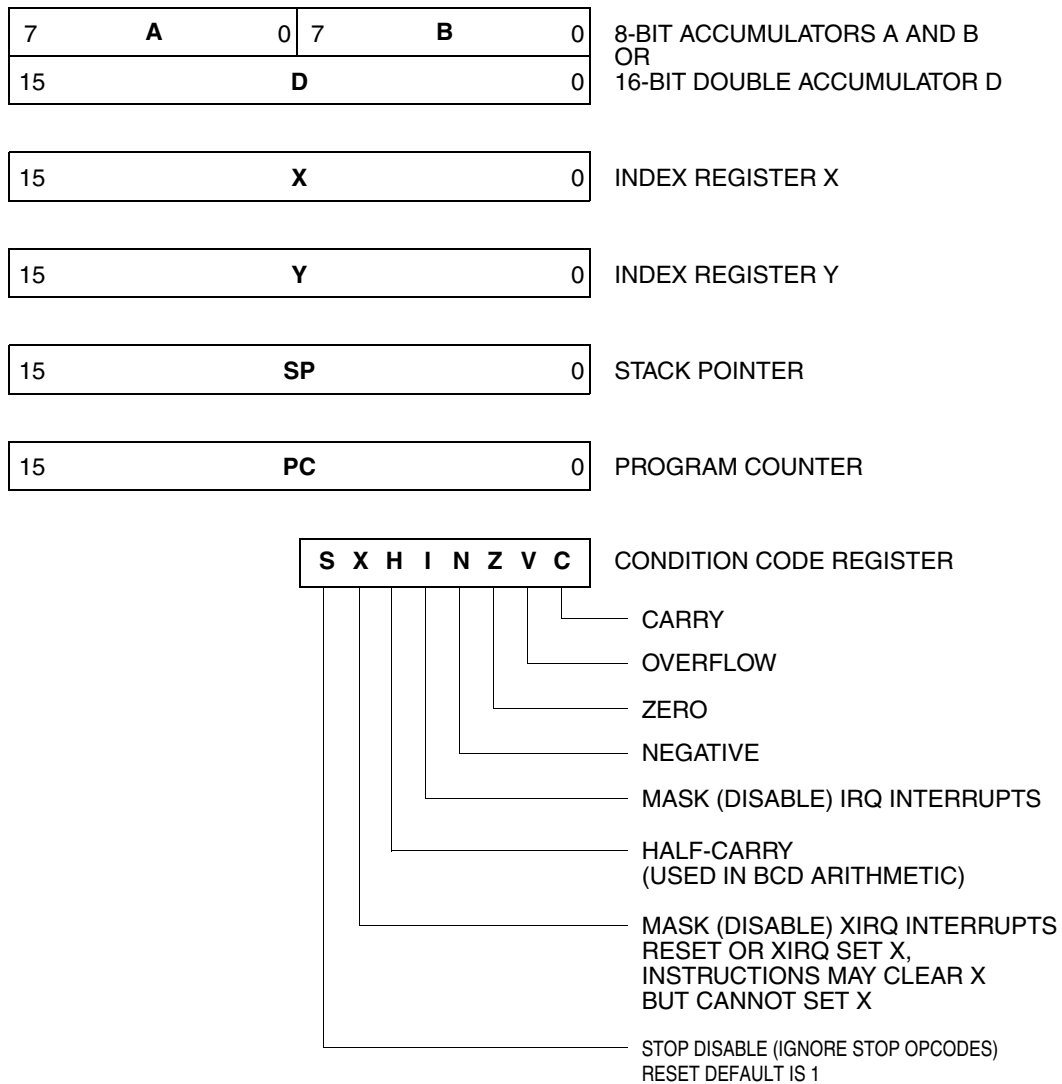 7 A 0 7 B 0 8-BIT ACCUMULATORS A AND B
OR
15 D 0 16-BIT DOUBLE ACCUMULATOR D
15 X 0 INDEX REGISTER X
15 Y 0 INDEX REGISTER Y
15 SP 0 STACK POINTER
15 PC 0 PROGRAM COUNTER
S X H I N Z V C CONDITION CODE REGISTER
CARRY
OVERFLOW
ZERO
NEGATIVE
MASK (DISABLE) IRQ INTERRUPTS
HALF-CARRY
(USED IN BCD ARITHMETIC)
MASK (DISABLE) XIRQ INTERRUPTS
RESET OR XIRQ SET X,
INSTRUCTIONS MAY CLEAR X
BUT CANNOT SET X
STOP DISABLE (IGNORE STOP OPCODES)
RESET DEFAULT IS 1